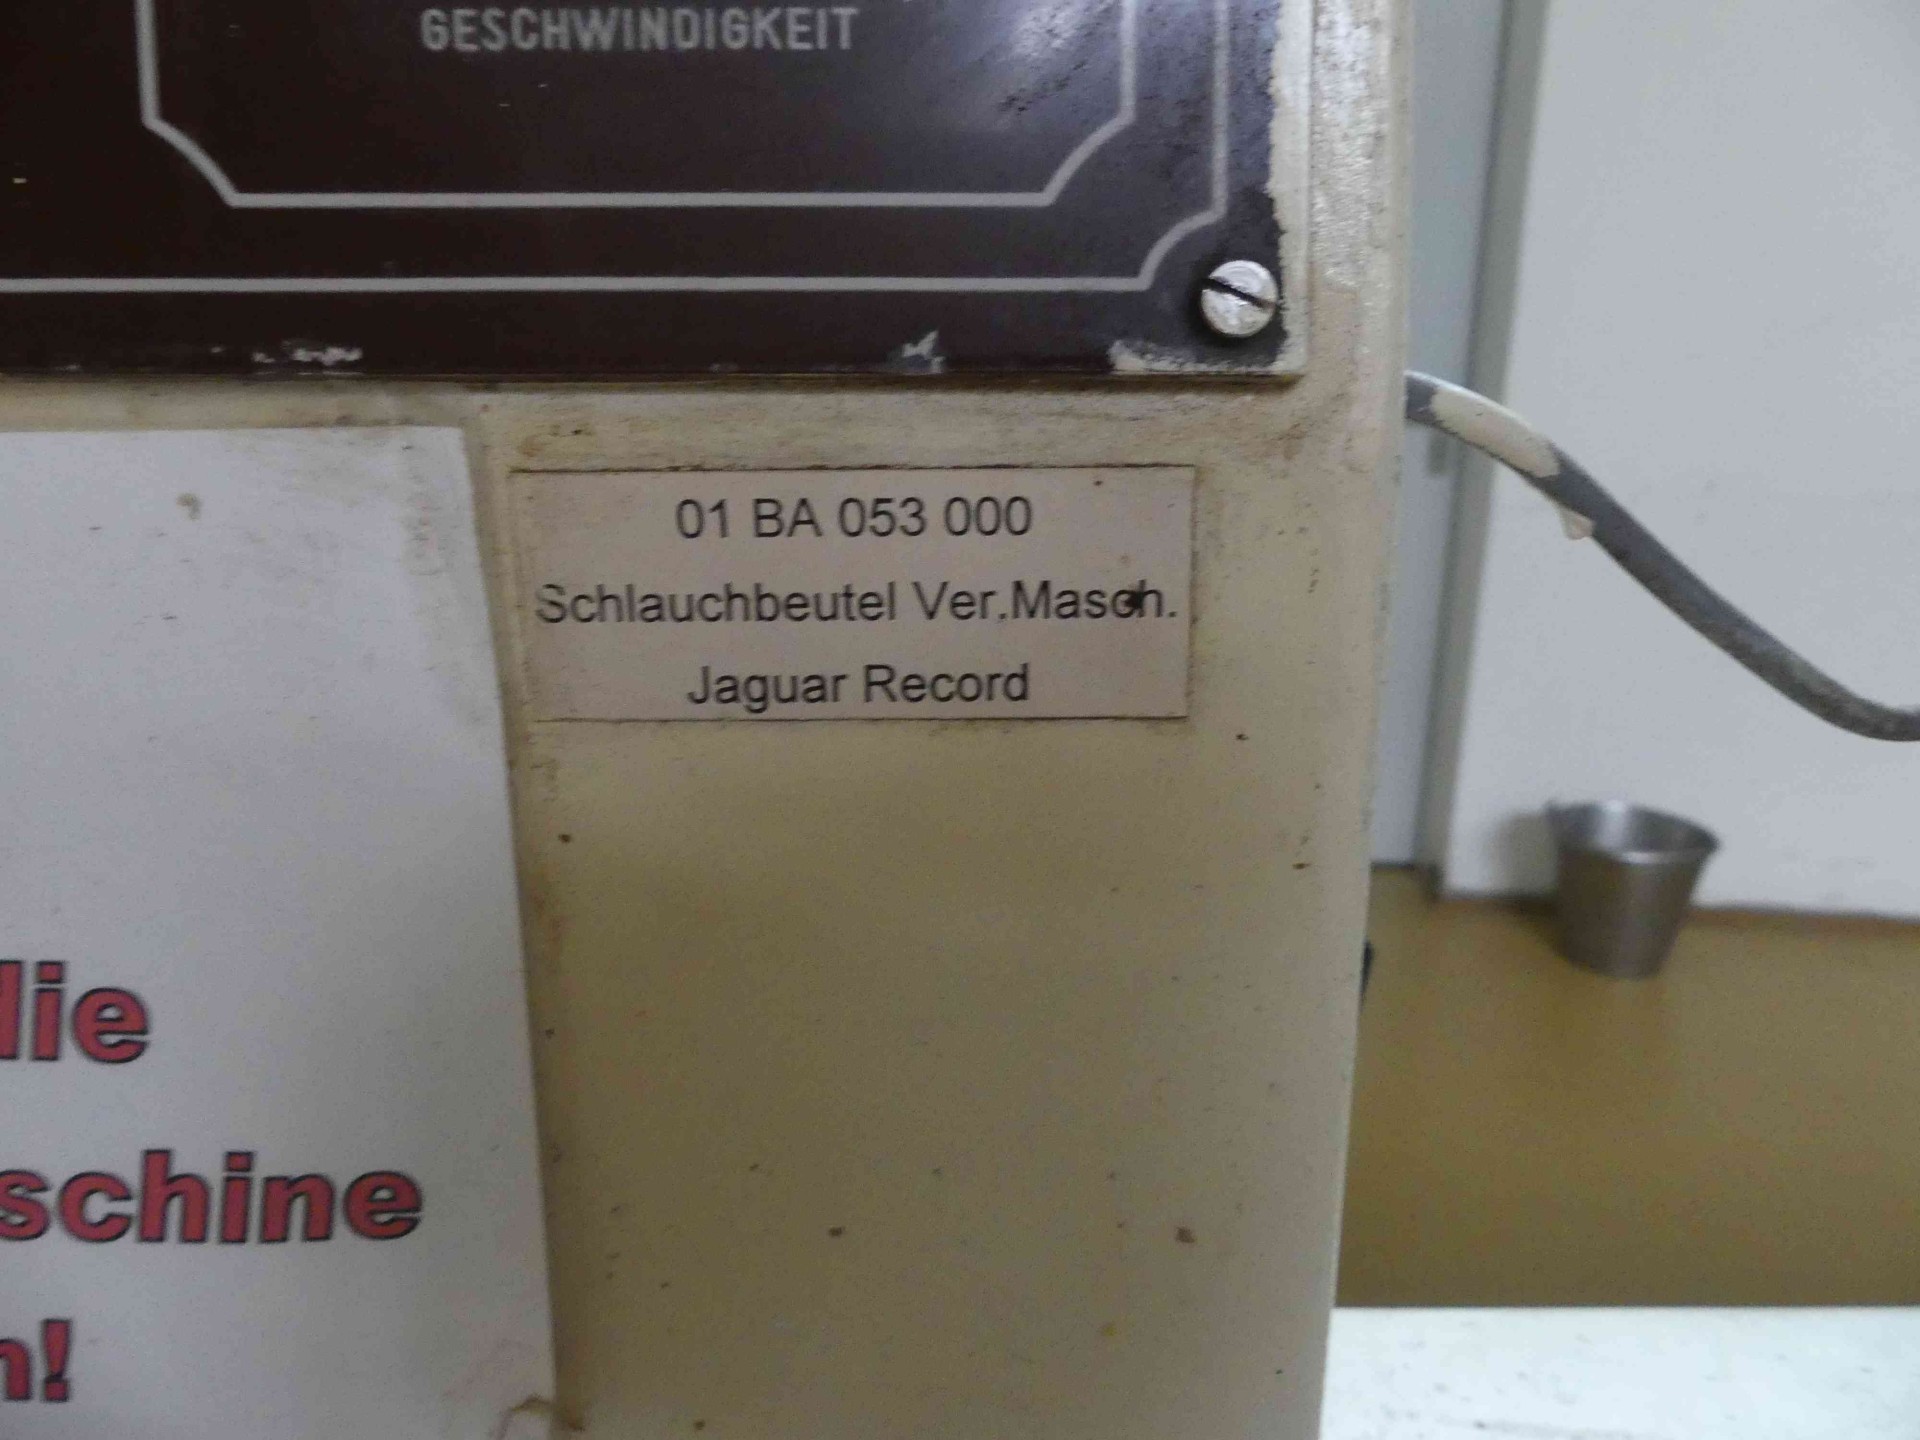 GESCHWINDIGKEIT
01 BA 053 000
Schlauchbeutel Ver.Masch.
Jaguar Record
die
schine
n!